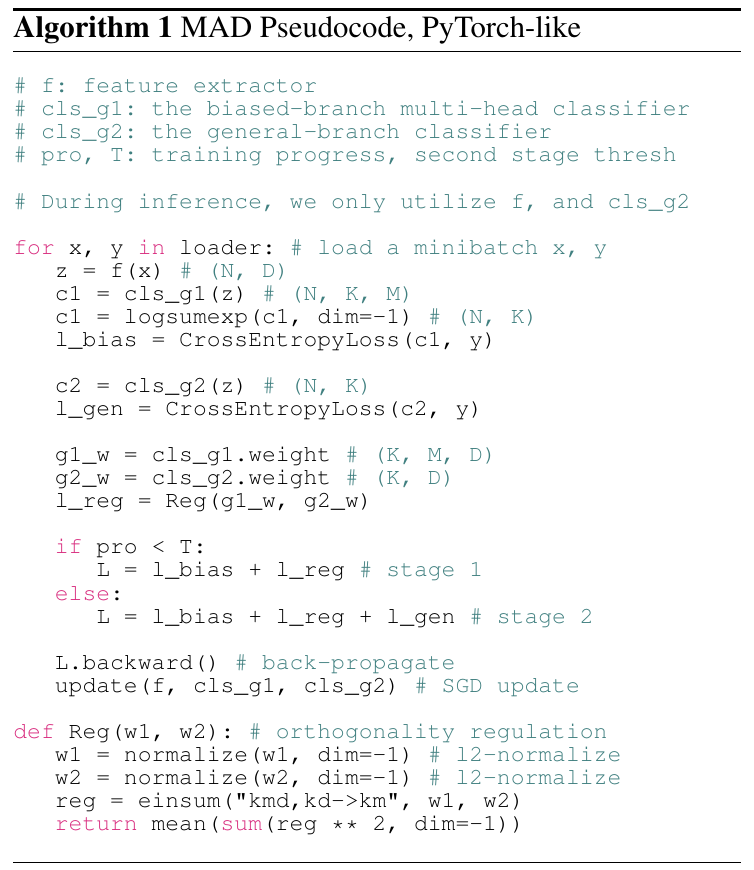 Algorithm 1 MAD Pseudocode, PyTorch-like
# f: feature extractor
# cls_g1: the biased-branch multi-head classifier
# cls_g2: the general-branch classifier
# pro, T: training progress, second stage thresh
# During inference, we only utilize f, and cls_g2
for x, y in loader: # load a minibatch x, y
z = f(x) # (N, D)
c1 = cls_g1(z) # (N, K, M)
c1 = logsumexp(c1, dim=-1) # (N, K)
l_bias = CrossEntropyLoss(c1, y)
c2 = cls_g2(z) # (N, K)
l_gen = CrossEntropyLoss(c2, y)
g1_w = cls_g1.weight # (K, M, D)
g2_w = cls_g2.weight # (K, D)
l_reg = Reg(g1_w, g2_w)
if pro < T:
L = l_bias + l_reg # stage 1
else:
L = l_bias + l_reg + l_gen # stage 2
L.backward() # back-propagate
update(f, cls_g1, cls_g2) # SGD update
def Reg(w1, w2): # orthogonality regulation
w1 = normalize(w1, dim=-1) # l2-normalize
w2 = normalize(w2, dim=-1) # l2-normalize
reg = einsum("kmd,kd->km", w1, w2)
return mean(sum(reg ** 2, dim=-1))